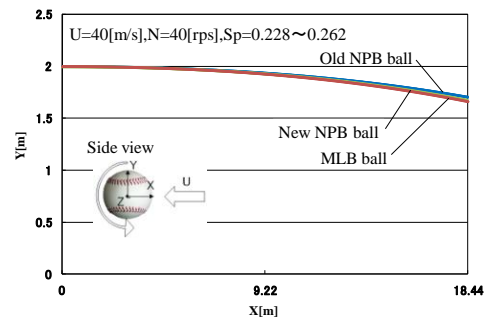 U=40[m/s],N=40[rps],Sp=0.228~0.262
Old NPB ball
New NPB ball
MLB ball
Side view
Y
X
Z
U
Y[m]
2.5
2
1.5
1
0.5
0
0
9.22
18.44
X[m]